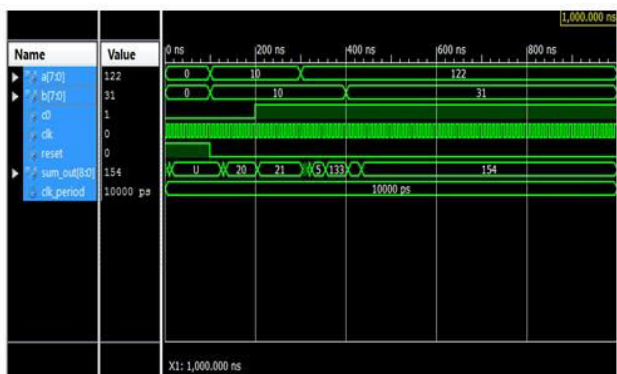 1,000.000 ns
Name Value 0 ns 200 ns 400 ns 600 ns 800 ns
a[7:0] 122 0 10 122
b[7:0] 31 0 10 31
c0 1
clk 0
reset 0
sum_out[8:0] 154 U 20 21 5 133 154
clk_period 10000 ps 10000 ps
X1: 1,000.000 ns